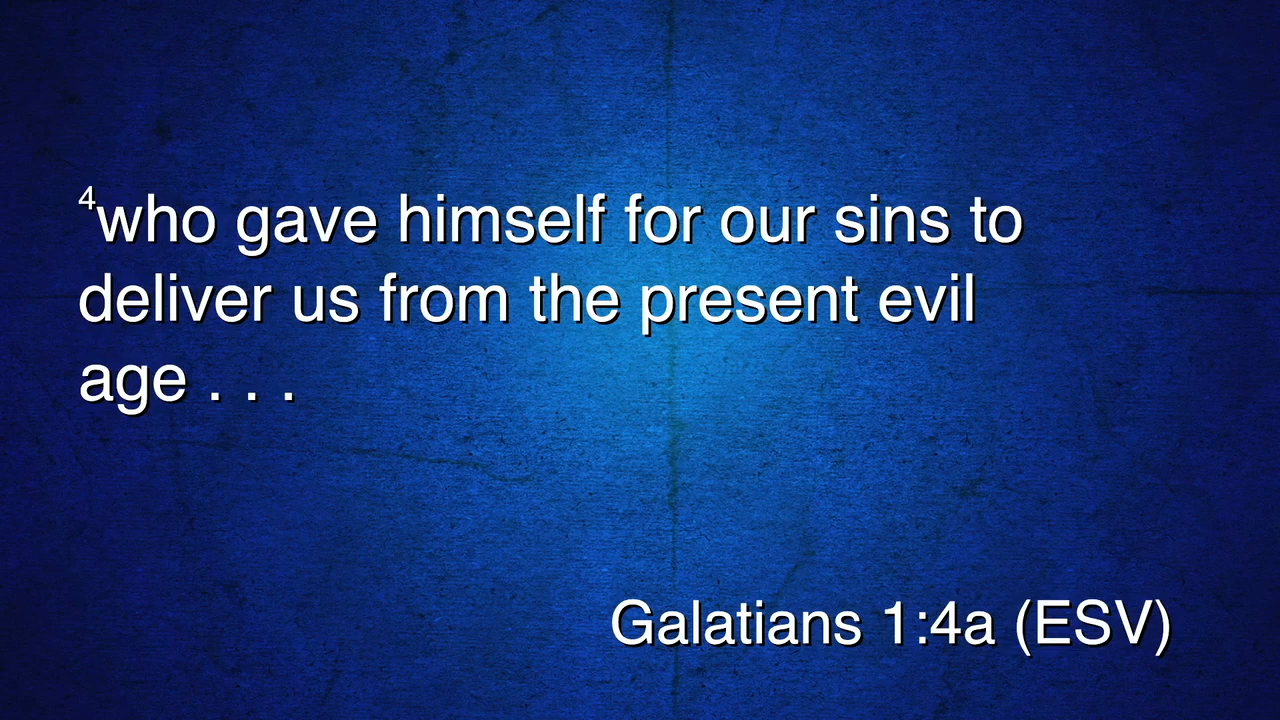 4who gave himself for our sins to
deliver us from the present evil
age . . .
Galatians 1:4a (ESV)